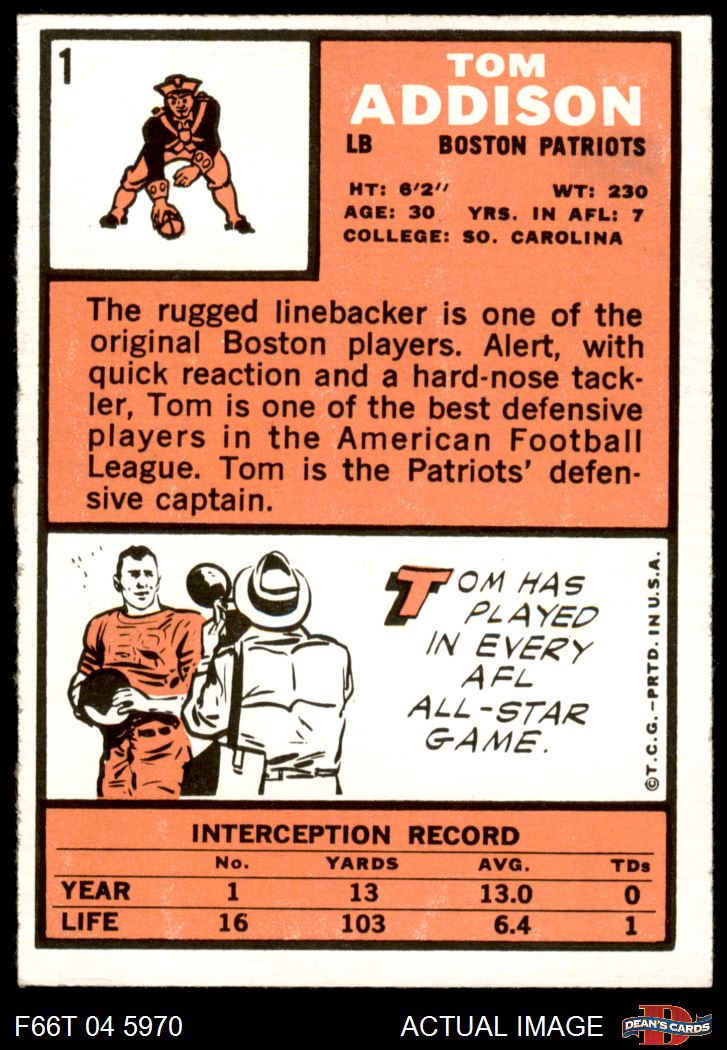 1
TOM
ADDISON
LB BOSTON PATRIOTS
HT: 6'2" WT: 230
AGE: 30 YRS. IN AFL: 7
COLLEGE: SO. CAROLINA
The rugged linebacker is one of the
original Boston players. Alert, with
quick reaction and a hard-nose tack-
ler, Tom is one of the best defensive
players in the American Football
League. Tom is the Patriots' defen-
sive captain.
TOM HAS
PLAYED
IN EVERY
AFL
ALL-STAR
GAME.
©T.C.G.–PRTD. IN U.S.A.
INTERCEPTION RECORD
No. YARDS AVG. TDs
YEAR 1 13 13.0 0
LIFE 16 103 6.4 1
F66T 04 5970 ACTUAL IMAGE
D
DEAN'S CARDS